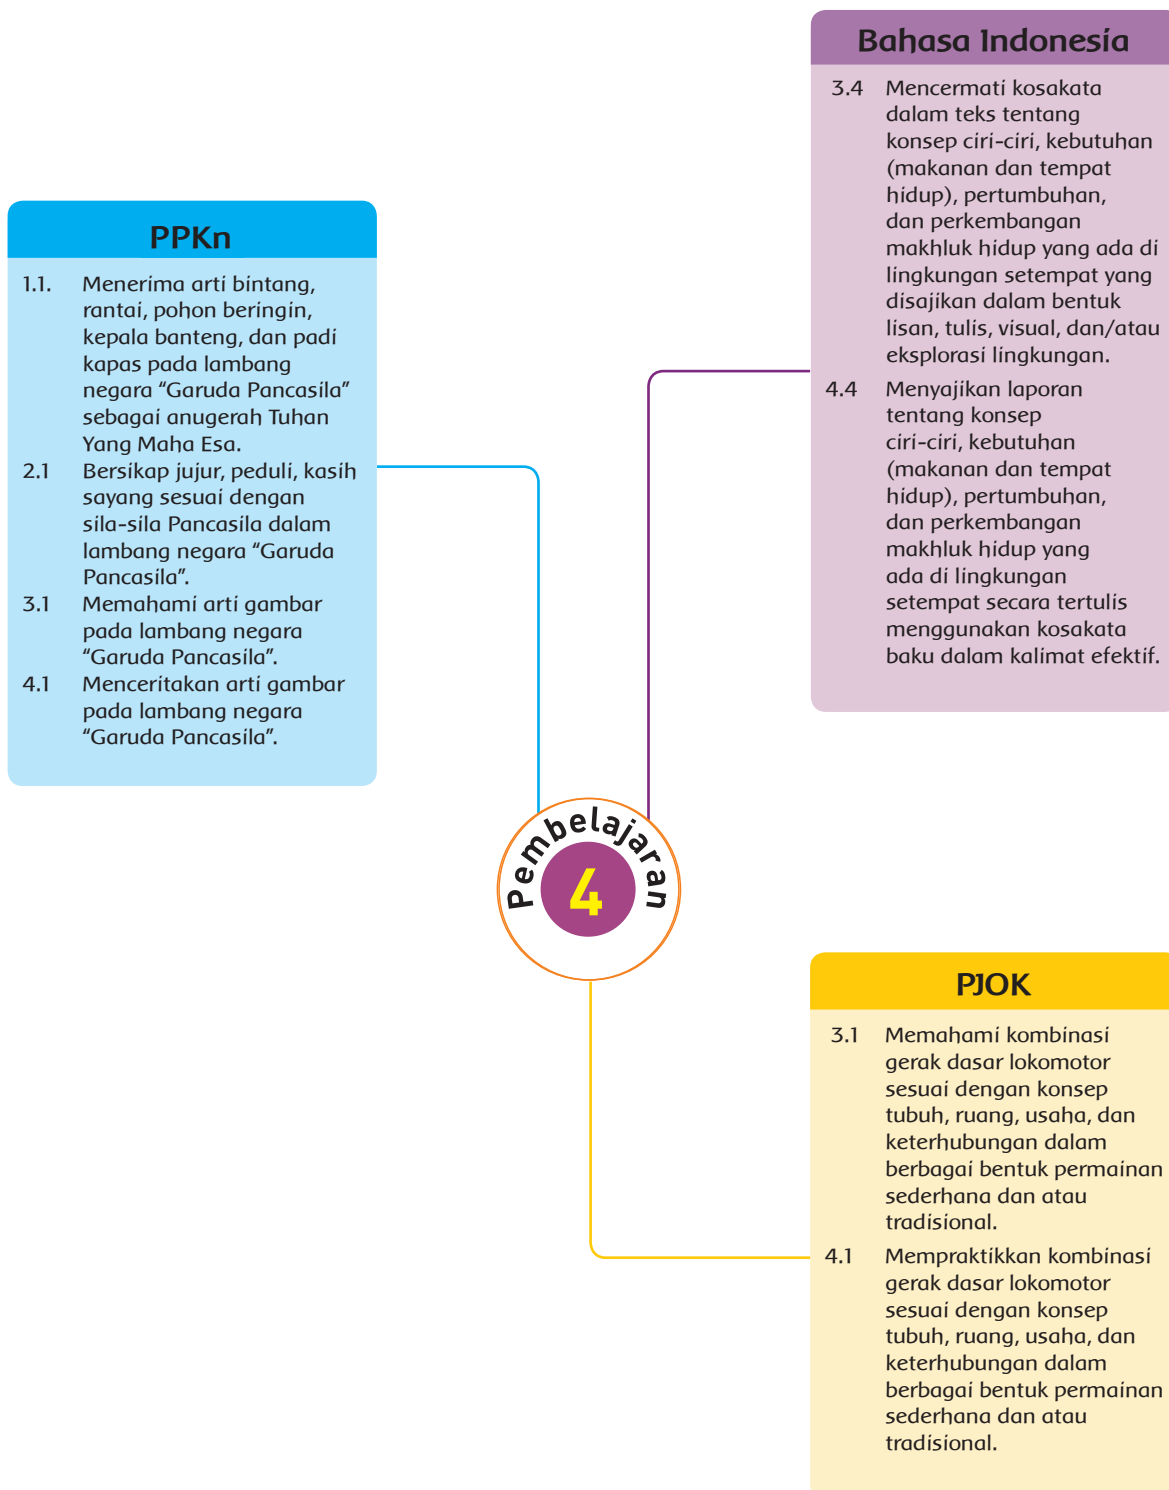 Bahasa Indonesia
3.4 Mencermati kosakata
dalam teks tentang
konsep ciri-ciri, kebutuhan
(makanan dan tempat
hidup), pertumbuhan,
dan perkembangan
makhluk hidup yang ada di
lingkungan setempat yang
disajikan dalam bentuk
lisan, tulis, visual, dan/atau
eksplorasi lingkungan.
4.4 Menyajikan laporan
tentang konsep
ciri-ciri, kebutuhan
(makanan dan tempat
hidup), pertumbuhan,
dan perkembangan
makhluk hidup yang
ada di lingkungan
setempat secara tertulis
menggunakan kosakata
baku dalam kalimat efektif.
PPKn
1.1. Menerima arti bintang,
rantai, pohon beringin,
kepala banteng, dan padi
kapas pada lambang
negara “Garuda Pancasila”
sebagai anugerah Tuhan
Yang Maha Esa.
2.1 Bersikap jujur, peduli, kasih
sayang sesuai dengan
sila-sila Pancasila dalam
lambang negara “Garuda
Pancasila”.
3.1 Memahami arti gambar
pada lambang negara
“Garuda Pancasila”.
4.1 Menceritakan arti gambar
pada lambang negara
“Garuda Pancasila”.
Pembelajaran
4
PJOK
3.1 Memahami kombinasi
gerak dasar lokomotor
sesuai dengan konsep
tubuh, ruang, usaha, dan
keterhubungan dalam
berbagai bentuk permainan
sederhana dan atau
tradisional.
4.1 Mempraktikkan kombinasi
gerak dasar lokomotor
sesuai dengan konsep
tubuh, ruang, usaha, dan
keterhubungan dalam
berbagai bentuk permainan
sederhana dan atau
tradisional.